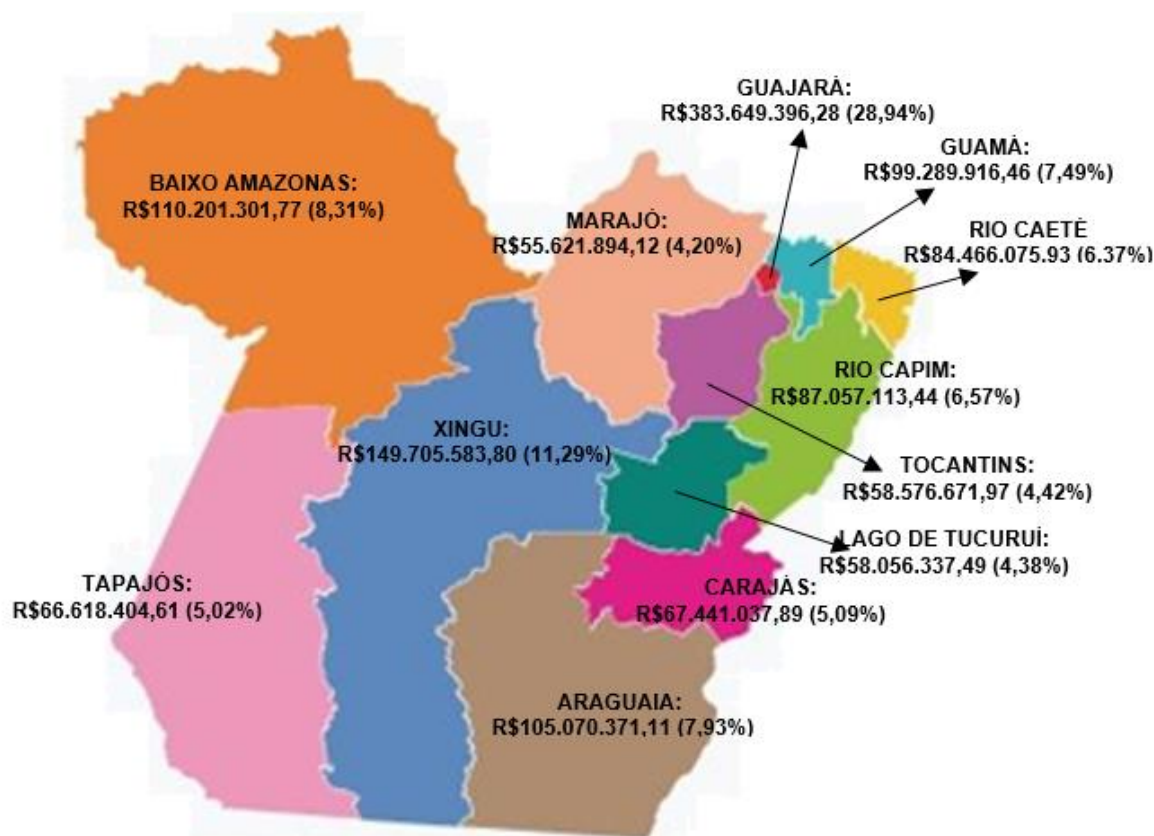 GUAJARÁ:
R$383.649.396,28 (28,94%)
GUAMÁ:
R$99.289.916,46 (7,49%)
RIO CAETÉ
R$84.466.075.93 (6.37%)
BAIXO AMAZONAS:
R$110.201.301,77 (8,31%)
MARAJÓ:
R$55.621.894,12 (4,20%)
RIO CAPIM:
R$87.057.113,44 (6,57%)
XINGU:
R$149.705.583,80 (11,29%)
TOCANTINS:
R$58.576.671,97 (4,42%)
LAGO DE TUCURUÍ:
R$58.056.337,49 (4,38%)
TAPAJÓS:
R$66.618.404,61 (5,02%)
CARAJÁS:
R$67.441.037,89 (5,09%)
ARAGUAIA:
R$105.070.371,11 (7,93%)